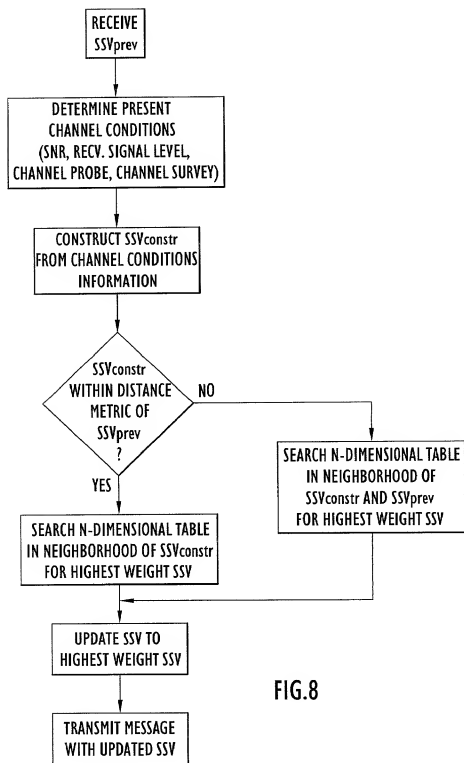 RECEIVE
SSVprev
DETERMINE PRESENT
CHANNEL CONDITIONS
(SNR, RECV. SIGNAL LEVEL,
CHANNEL PROBE, CHANNEL SURVEY)
CONSTRUCT SSVconstr
FROM CHANNEL CONDITIONS
INFORMATION
SSVconstr
WITHIN DISTANCE
METRIC OF
SSVprev
?
NO
YES
SEARCH N-DIMENSIONAL TABLE
IN NEIGHBORHOOD OF
SSVconstr AND SSVprev
FOR HIGHEST WEIGHT SSV
SEARCH N-DIMENSIONAL TABLE
IN NEIGHBORHOOD OF SSVconstr
FOR HIGHEST WEIGHT SSV
UPDATE SSV TO
HIGHEST WEIGHT SSV
FIG.8
TRANSMIT MESSAGE
WITH UPDATED SSV